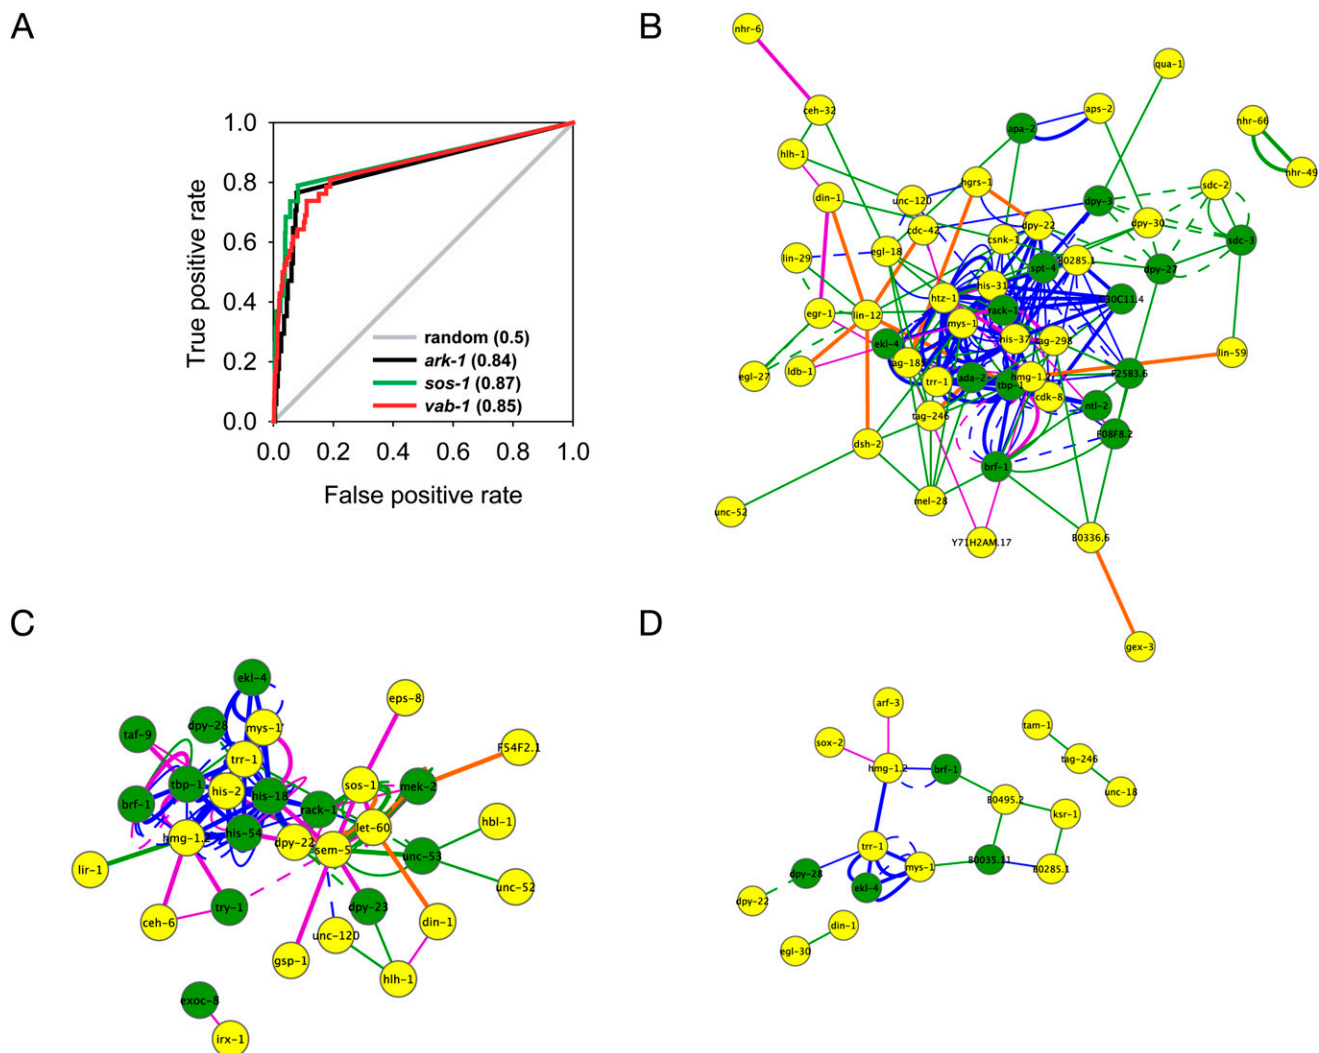 A
1.0
0.8
0.6
0.4
0.2
0.0
True positive rate
random (0.5)
ark-1 (0.84)
sos-1 (0.87)
vab-1 (0.85)
0.0 0.2 0.4 0.6 0.8 1.0
False positive rate
B
nhr-6
qua-1
ceh-32
aps-2
apa-2
nhr-66
hlh-1
nhr-49
hgrs-1
sdc-2
din-1
unc-120
dpy-3
cdc-42
dpy-22
dpy-30
csnk-1
sdc-3
egl-18
lin-29
B0285.1
spt-4
dpy-27
his-31
htz-1
rack-1
egr-1
lin-12
mys-1
his-37
tag-298
ekl-4
lin-59
tag-185
ldb-1
egl-27
trr-1
ada-2
tbp-1
hmg-1.2
F25B3.6
cdk-8
ntl-2
tag-246
F08F8.2
dsh-2
brf-1
mel-28
unc-52
Y71H2AM.17
B0336.6
gex-3
C
ekl-4
eps-8
dpy-28
mys-1
taf-9
F54F2.1
trr-1
tbp-1
sos-1
mek-2
his-2
his-18
brf-1
rack-1
hbl-1
let-60
hmg-1.2
his-54
dpy-22
sem-5
unc-53
lir-1
unc-52
try-1
dpy-23
ceh-6
din-1
unc-120
gsp-1
hlh-1
exoc-8
irx-1
D
arf-3
tam-1
sox-2
hmg-1.2
brf-1
tag-246
unc-18
B0495.2
ksr-1
trr-1
mys-1
B0035.11
B0285.1
dpy-28
ekl-4
dpy-22
din-1
egl-30